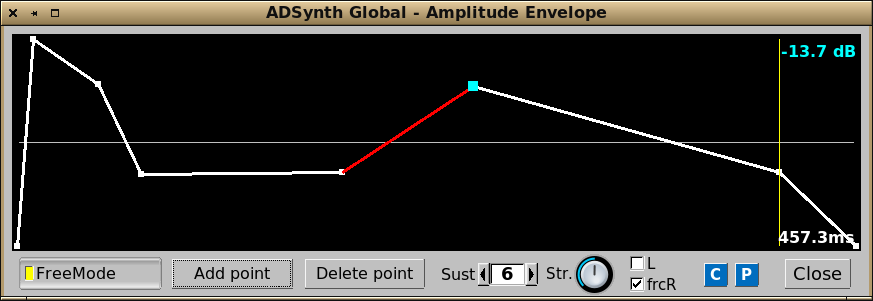 ADSynth Global - Amplitude Envelope
-13.7 dB
457.3ms
FreeMode
Add point
Delete point
Sust
6
Str.
L
frcR
C
P
Close